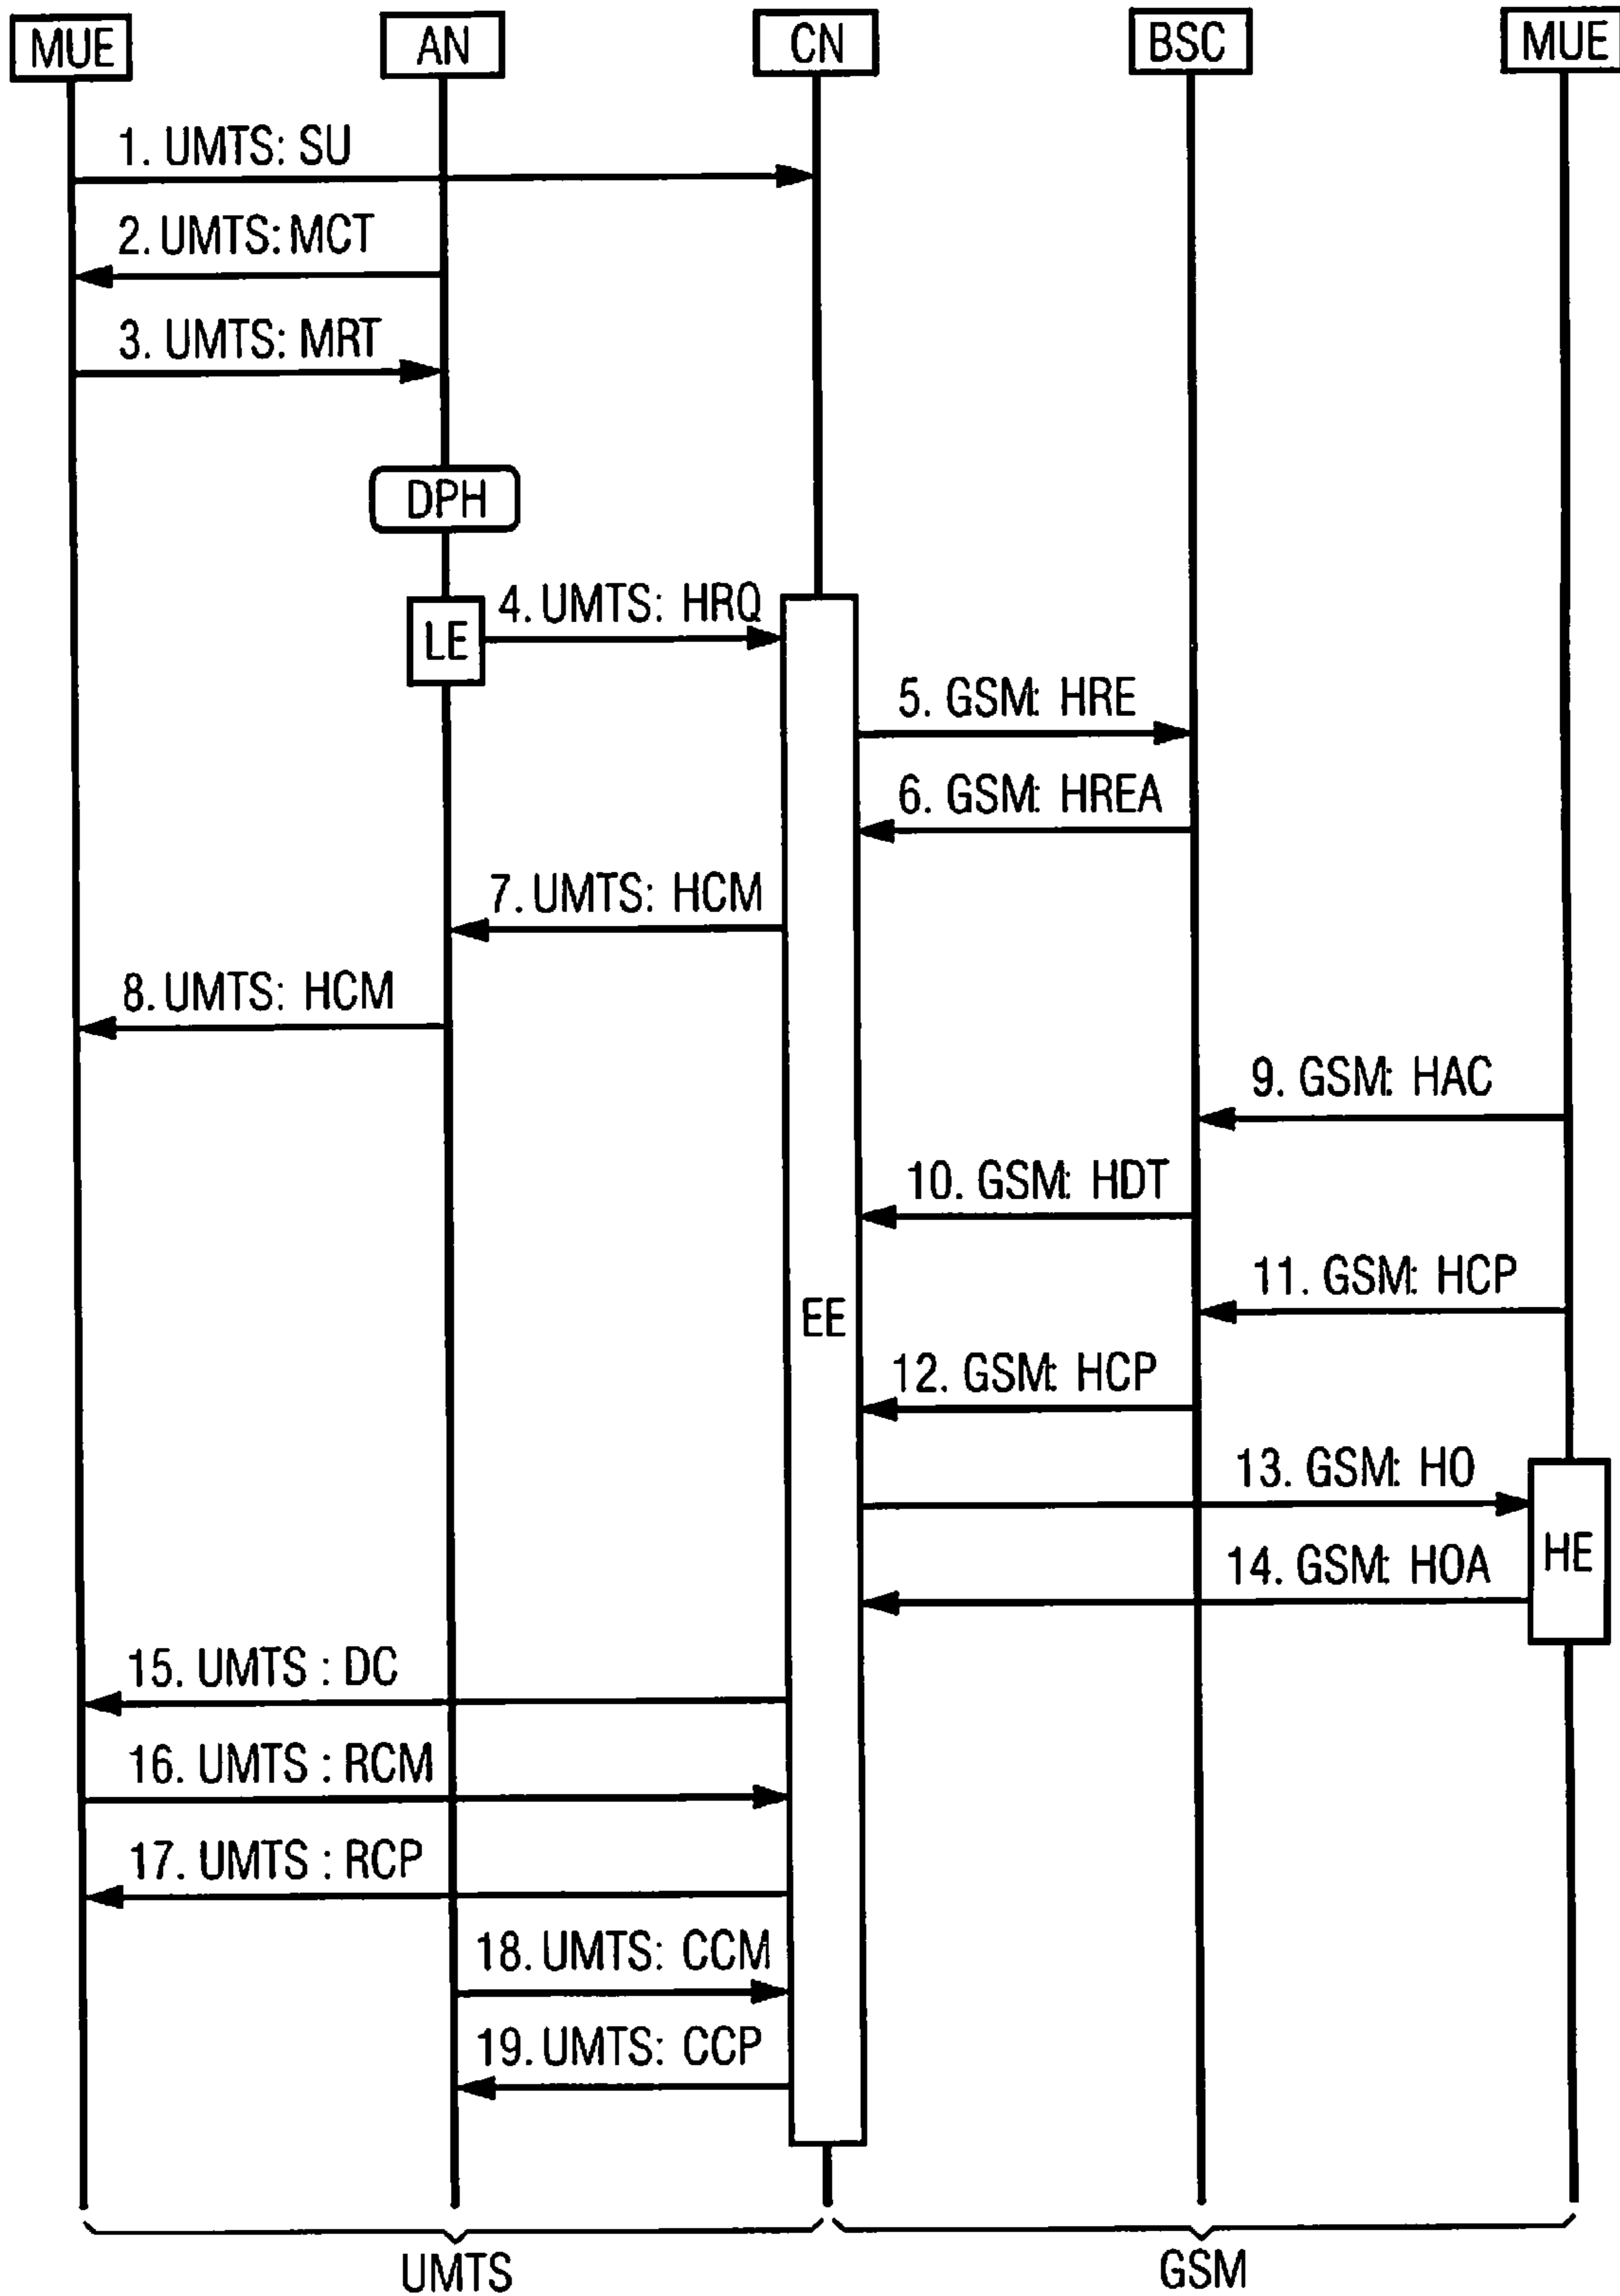 MUE AN CN BSC MUE
1. UMTS: SU
2. UMTS: MCT
3. UMTS: MRT
DPH
LE
4. UMTS: HRQ
5. GSM: HRE
6. GSM: HREA
7. UMTS: HCM
8. UMTS: HCM
9. GSM: HAC
10. GSM: HDT
11. GSM: HCP
EE
12. GSM: HCP
13. GSM: HO
HE
14. GSM: HOA
15. UMTS : DC
16. UMTS : RCM
17. UMTS : RCP
18. UMTS: CCM
19. UMTS: CCP
UMTS GSM